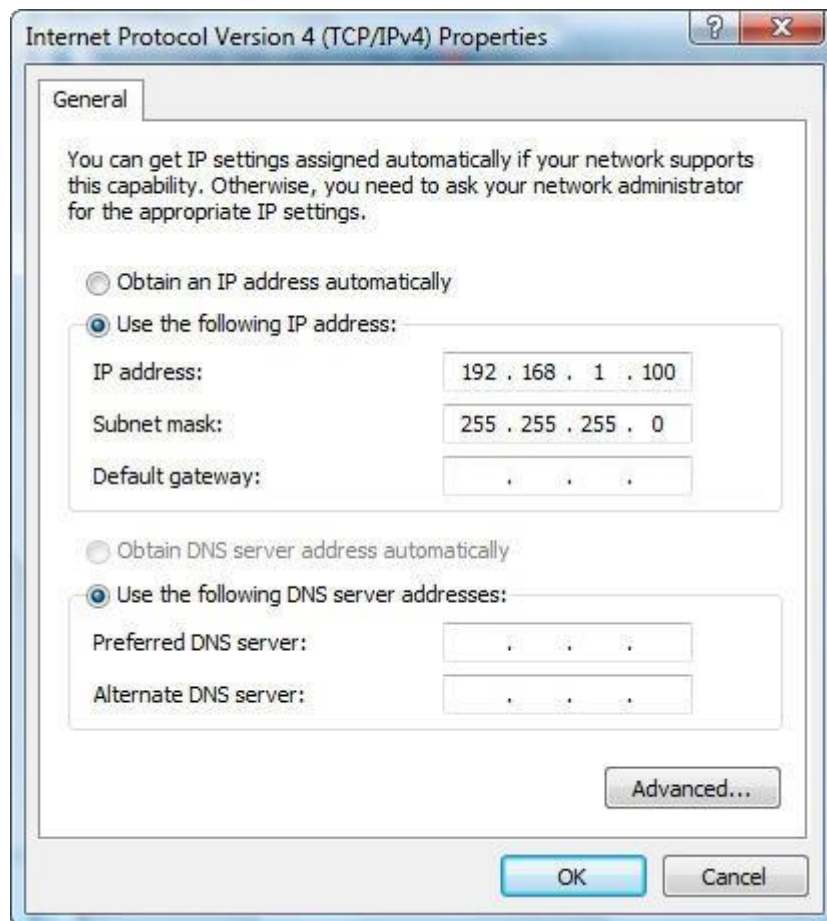 Internet Protocol Version 4 (TCP/IPv4) Properties
General
You can get IP settings assigned automatically if your network supports
this capability. Otherwise, you need to ask your network administrator
for the appropriate IP settings.
Obtain an IP address automatically
Use the following IP address:
IP address: 192 . 168 . 1 . 100
Subnet mask: 255 . 255 . 255 . 0
Default gateway: . . .
Obtain DNS server address automatically
Use the following DNS server addresses:
Preferred DNS server: . . .
Alternate DNS server: . . .
Advanced...
OK Cancel